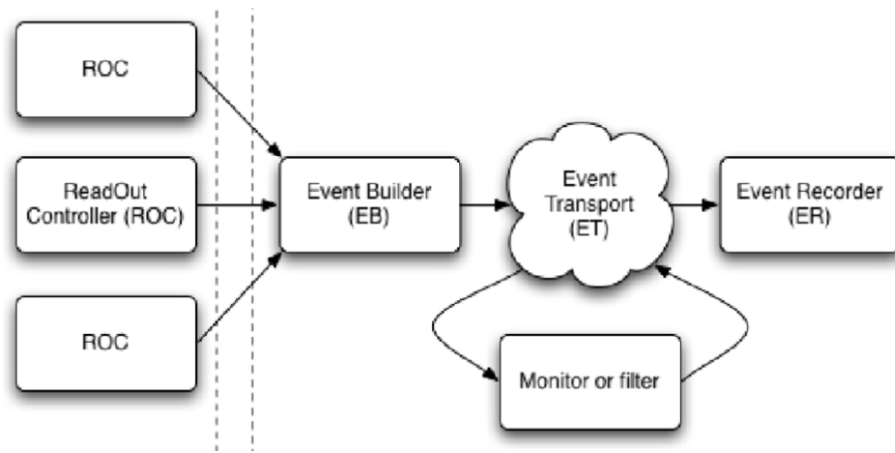 ROC
ReadOut
Controller (ROC)
ROC
Event Builder
(EB)
Event
Transport
(ET)
Event Recorder
(ER)
Monitor or filter